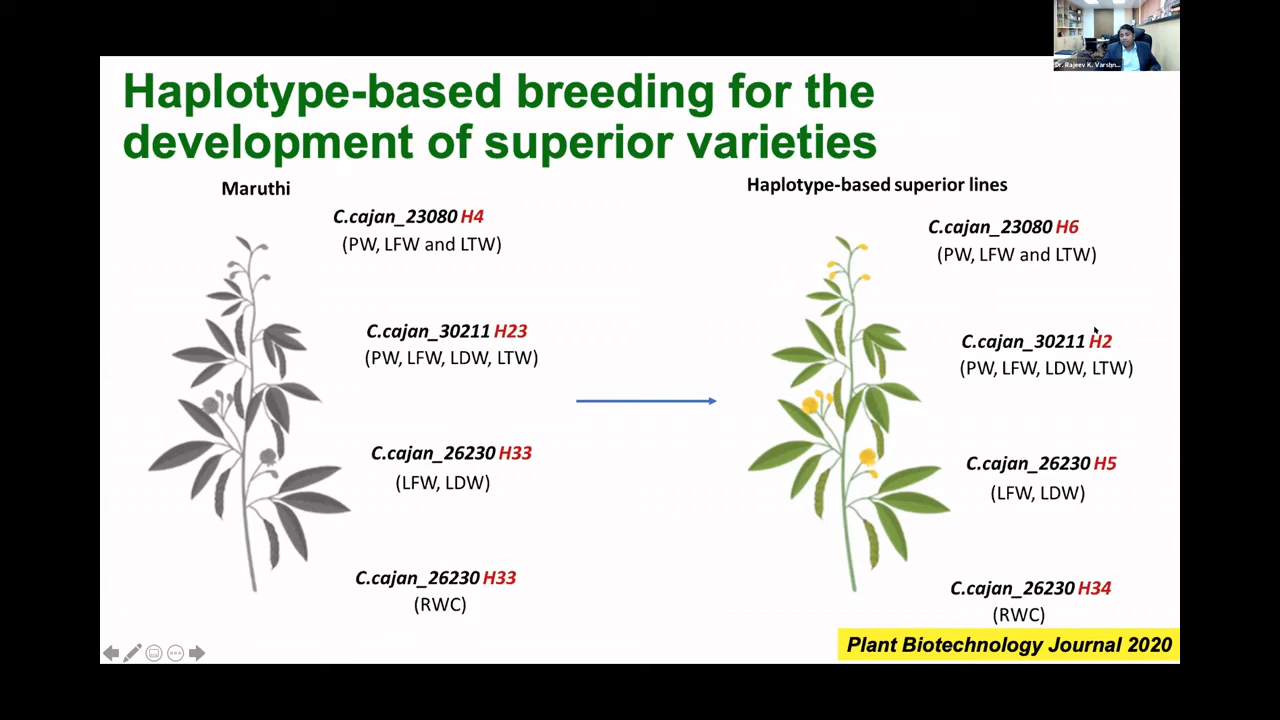 Dr. Rajeev K. Varshn...
Haplotype-based breeding for the
development of superior varieties
Maruthi
C.cajan_23080 H4
(PW, LFW and LTW)
C.cajan_30211 H23
(PW, LFW, LDW, LTW)
C.cajan_26230 H33
(LFW, LDW)
C.cajan_26230 H33
(RWC)
Haplotype-based superior lines
C.cajan_23080 H6
(PW, LFW and LTW)
C.cajan_30211 H2
(PW, LFW, LDW, LTW)
C.cajan_26230 H5
(LFW, LDW)
C.cajan_26230 H34
(RWC)
Plant Biotechnology Journal 2020